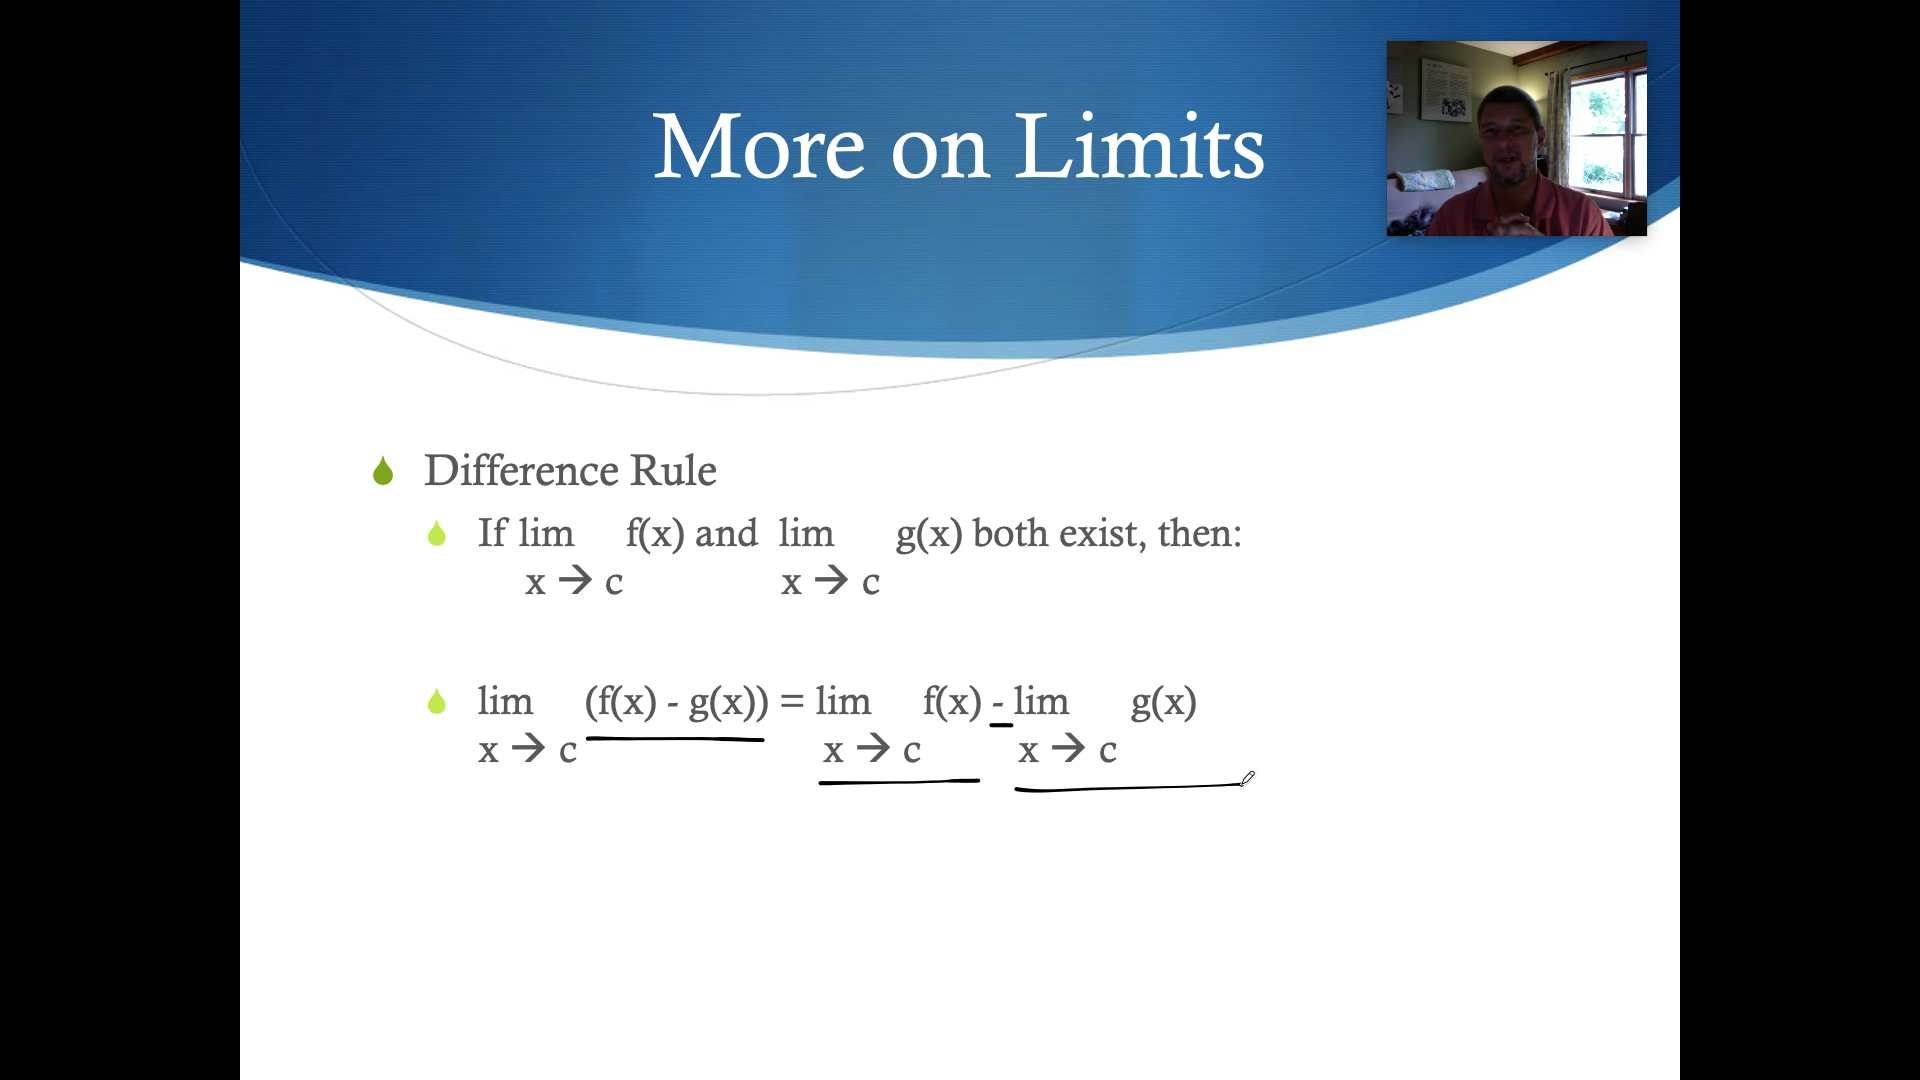 More on Limits
Difference Rule
If lim f(x) and lim g(x) both exist, then:
x → c x → c
lim (f(x) - g(x)) = lim f(x) - lim g(x)
x → c x → c x → c